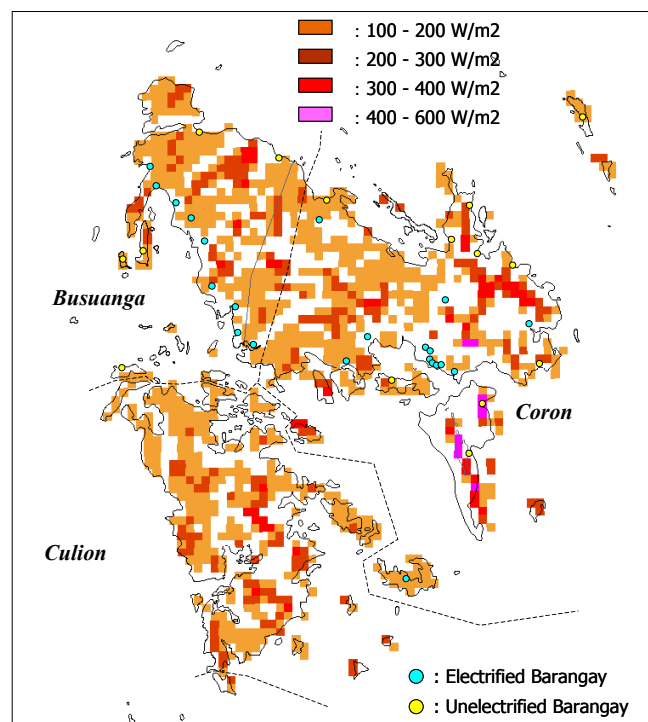 : 100 - 200 W/m2
: 200 - 300 W/m2
: 300 - 400 W/m2
: 400 - 600 W/m2
Busuanga
Coron
Culion
: Electrified Barangay
: Unelectrified Barangay